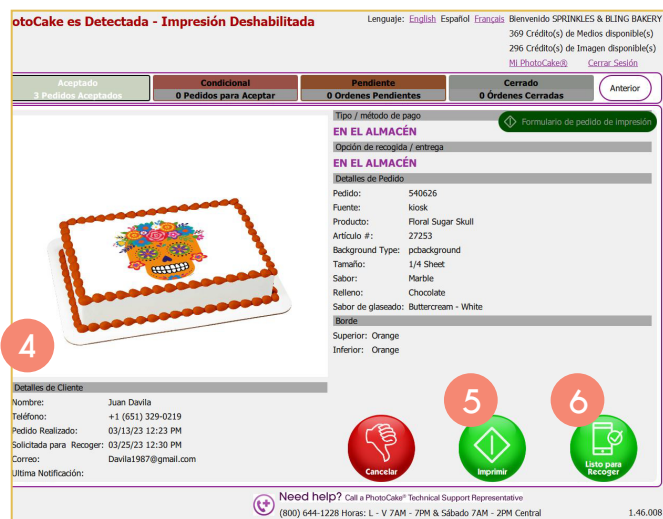 otoCake es Detectada - Impresión Deshabilitada
Lenguaje: English Español Français Bienvenido SPRINKLES & BLING BAKERY
369 Crédito(s) de Medios disponible(s)
296 Crédito(s) de Imagen disponible(s)
Mi PhotoCake® Cerrar Sesión
Aceptado
3 Pedidos Aceptados
Condicional
0 Pedidos para Aceptar
Pendiente
0 Ordenes Pendientes
Cerrado
0 Órdenes Cerradas
Anterior
Tipo / método de pago
EN EL ALMACÉN
Formulario de pedido de impresión
Opción de recogida / entrega
EN EL ALMACÉN
Detalles de Pedido
Pedido: 540626
Fuente: kiosk
Producto: Floral Sugar Skull
Artículo #: 27253
Background Type: pcbackground
Tamaño: 1/4 Sheet
Sabor: Marble
Relleno: Chocolate
Sabor de glaseado: Buttercream - White
Borde
Superior: Orange
Inferior: Orange
4
Detalles de Cliente
Nombre: Juan Davila
Teléfono: +1 (651) 329-0219
Pedido Realizado: 03/13/23 12:23 PM
Solicitada para Recoger: 03/25/23 12:30 PM
Correo: Davila1987@gmail.com
Ultima Notificación:
5
6
Cancelar
Imprimir
Listo para
Recoger
Need help? Call a PhotoCake® Technical Support Representative
(800) 644-1228 Horas: L - V 7AM - 7PM & Sábado 7AM - 2PM Central
1.46.008